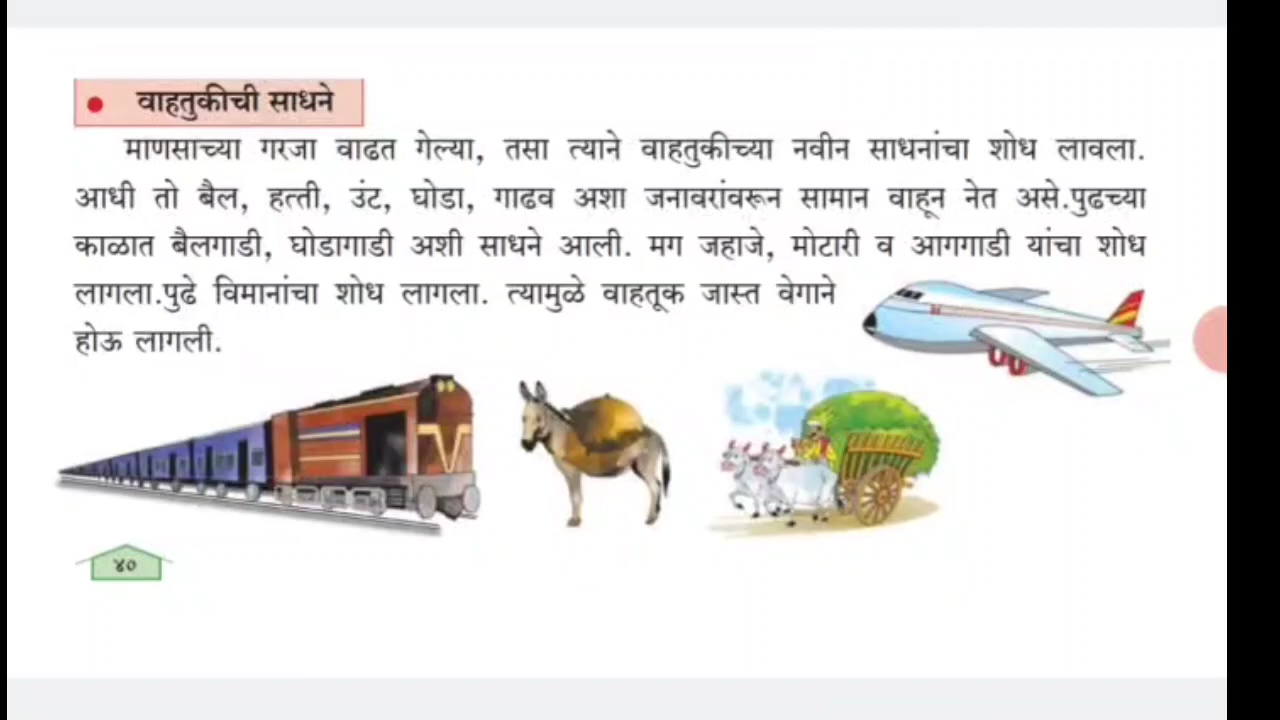 • वाहतुकीची साधने
माणसाच्या गरजा वाढत गेल्या, तसा त्याने वाहतुकीच्या नवीन साधनांचा शोध लावला.
आधी तो बैल, हत्ती, उंट, घोडा, गाढव अशा जनावरांवरून सामान वाहून नेत असे.पुढच्या
काळात बैलगाडी, घोडागाडी अशी साधने आली. मग जहाजे, मोटारी व आगगाडी यांचा शोध
लागला.पुढे विमानांचा शोध लागला. त्यामुळे वाहतूक जास्त वेगाने
होऊ लागली.
४०